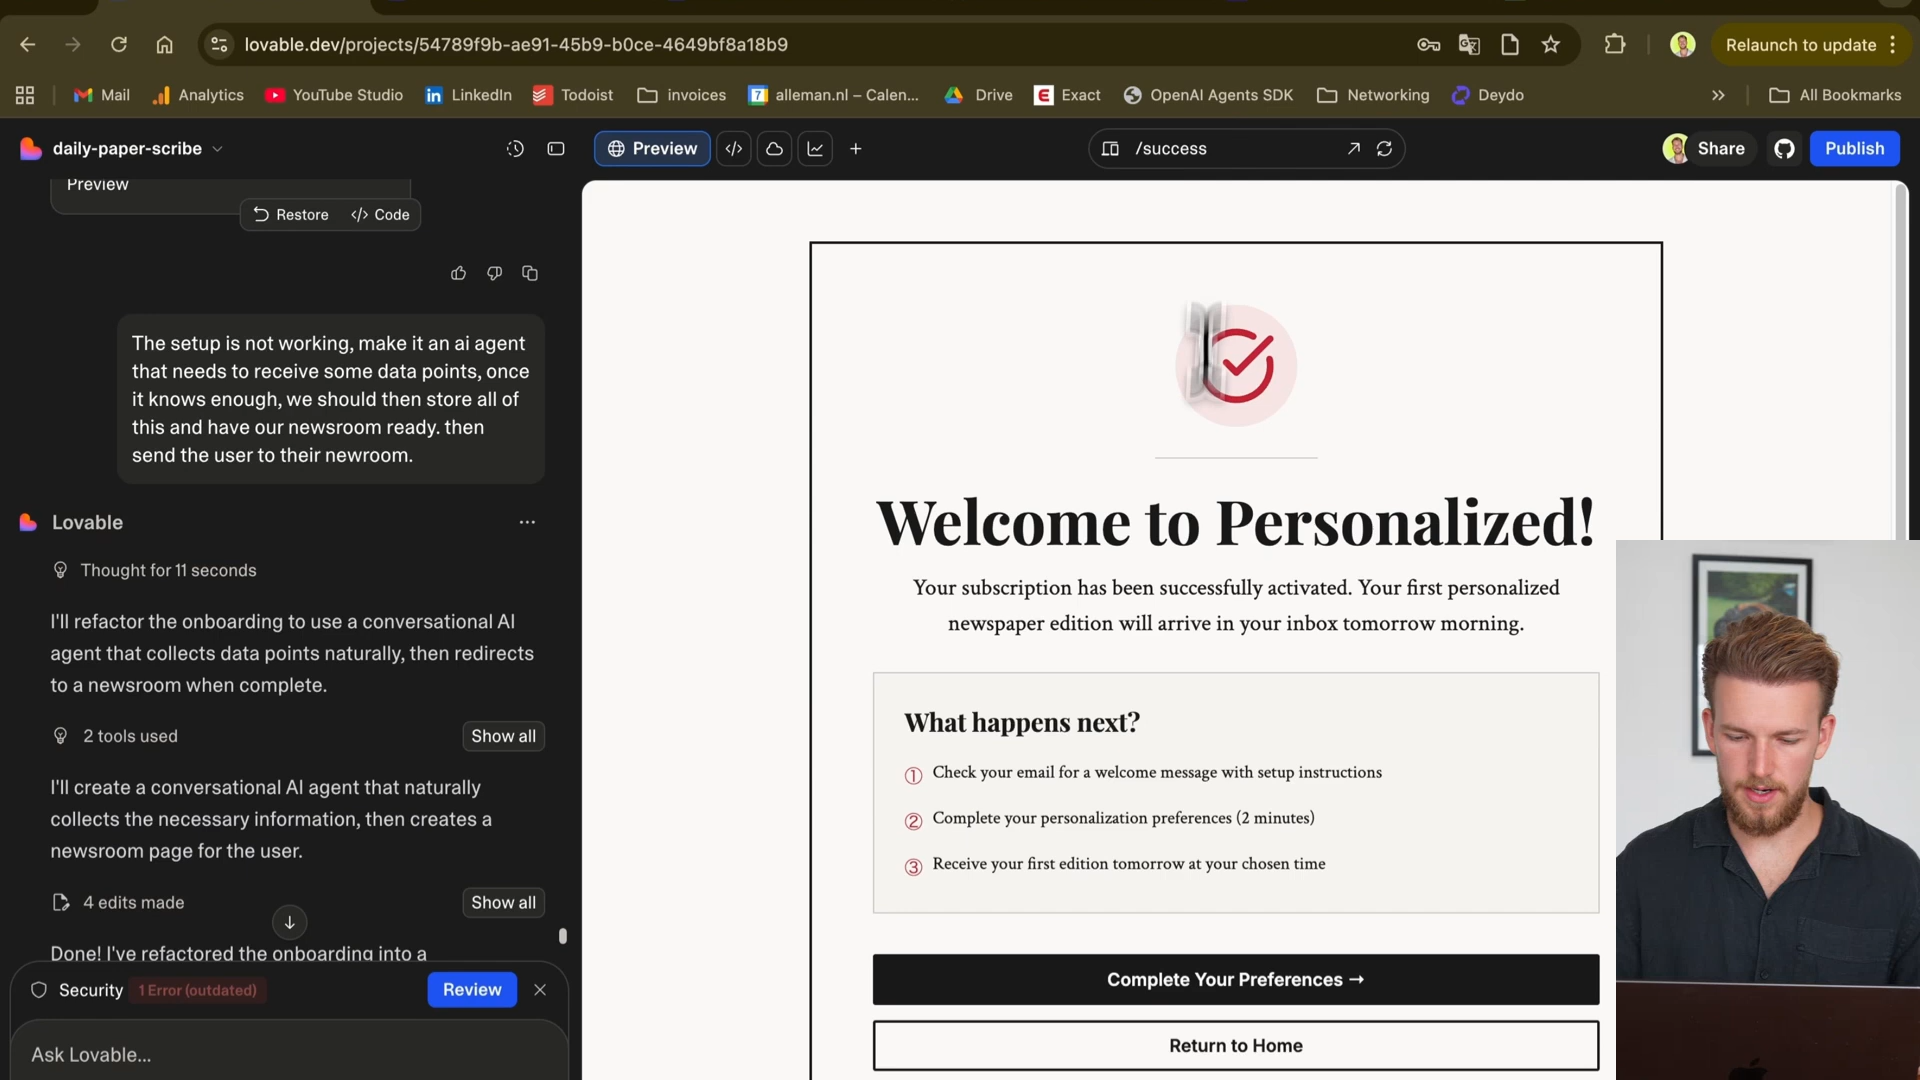 lovable.dev/projects/54789f9b-ae91-45b9-b0ce-4649bf8a18b9
Relaunch to update
Mail
Analytics
YouTube Studio
LinkedIn
Todoist
invoices
7
alleman.nl – Calen...
Drive
Exact
OpenAI Agents SDK
Networking
Deydo
All Bookmarks
daily-paper-scribe
Preview
/success
Share
Publish
Preview
Restore
Code
The setup is not working, make it an ai agent
that needs to receive some data points, once
it knows enough, we should then store all of
this and have our newsroom ready. then
send the user to their newroom.
Lovable
Thought for 11 seconds
I'll refactor the onboarding to use a conversational AI
agent that collects data points naturally, then redirects
to a newsroom when complete.
2 tools used
Show all
I'll create a conversational AI agent that naturally
collects the necessary information, then creates a
newsroom page for the user.
4 edits made
Show all
Done! I've refactored the onboarding into a
Security
1 Error (outdated)
Review
Ask Lovable...
Welcome to Personalized!
Your subscription has been successfully activated. Your first personalized
newspaper edition will arrive in your inbox tomorrow morning.
What happens next?
① Check your email for a welcome message with setup instructions
② Complete your personalization preferences (2 minutes)
③ Receive your first edition tomorrow at your chosen time
Complete Your Preferences →
Return to Home